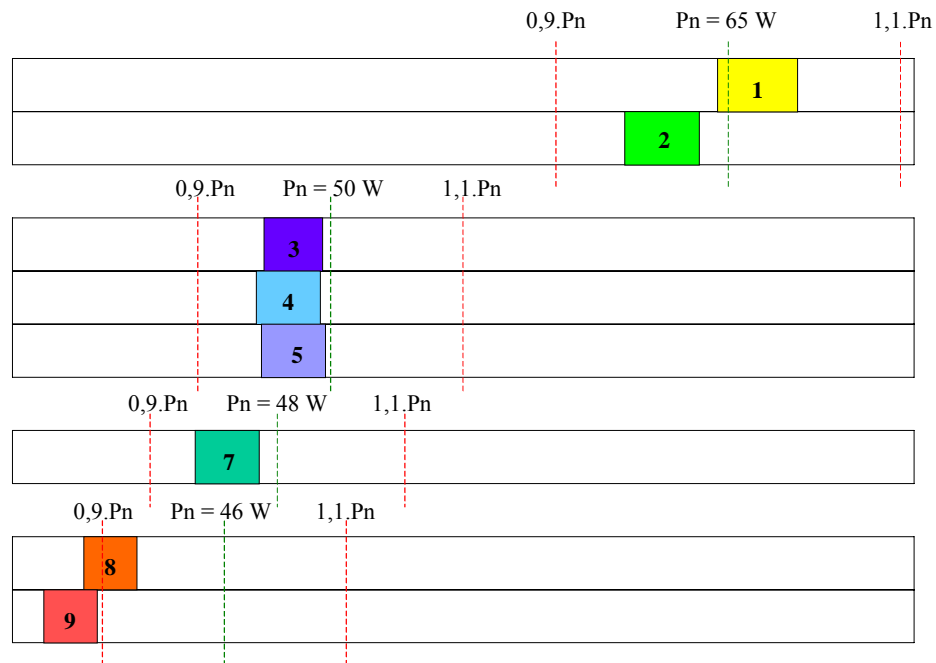 0,9.Pn Pn = 65 W 1,1.Pn
1
2
0,9.Pn Pn = 50 W 1,1.Pn
3
4
5
0,9.Pn Pn = 48 W 1,1.Pn
7
0,9.Pn Pn = 46 W 1,1.Pn
8
9